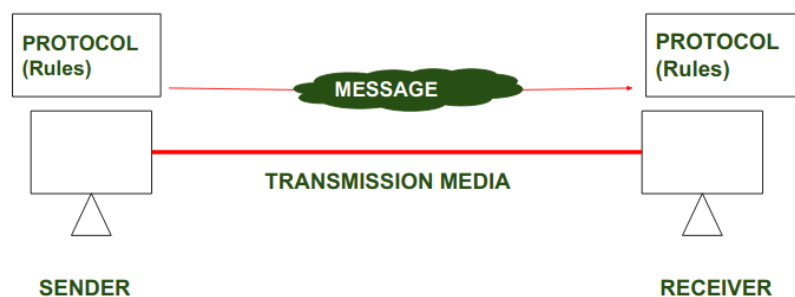 PROTOCOL
(Rules)
PROTOCOL
(Rules)
MESSAGE
TRANSMISSION MEDIA
SENDER
RECEIVER